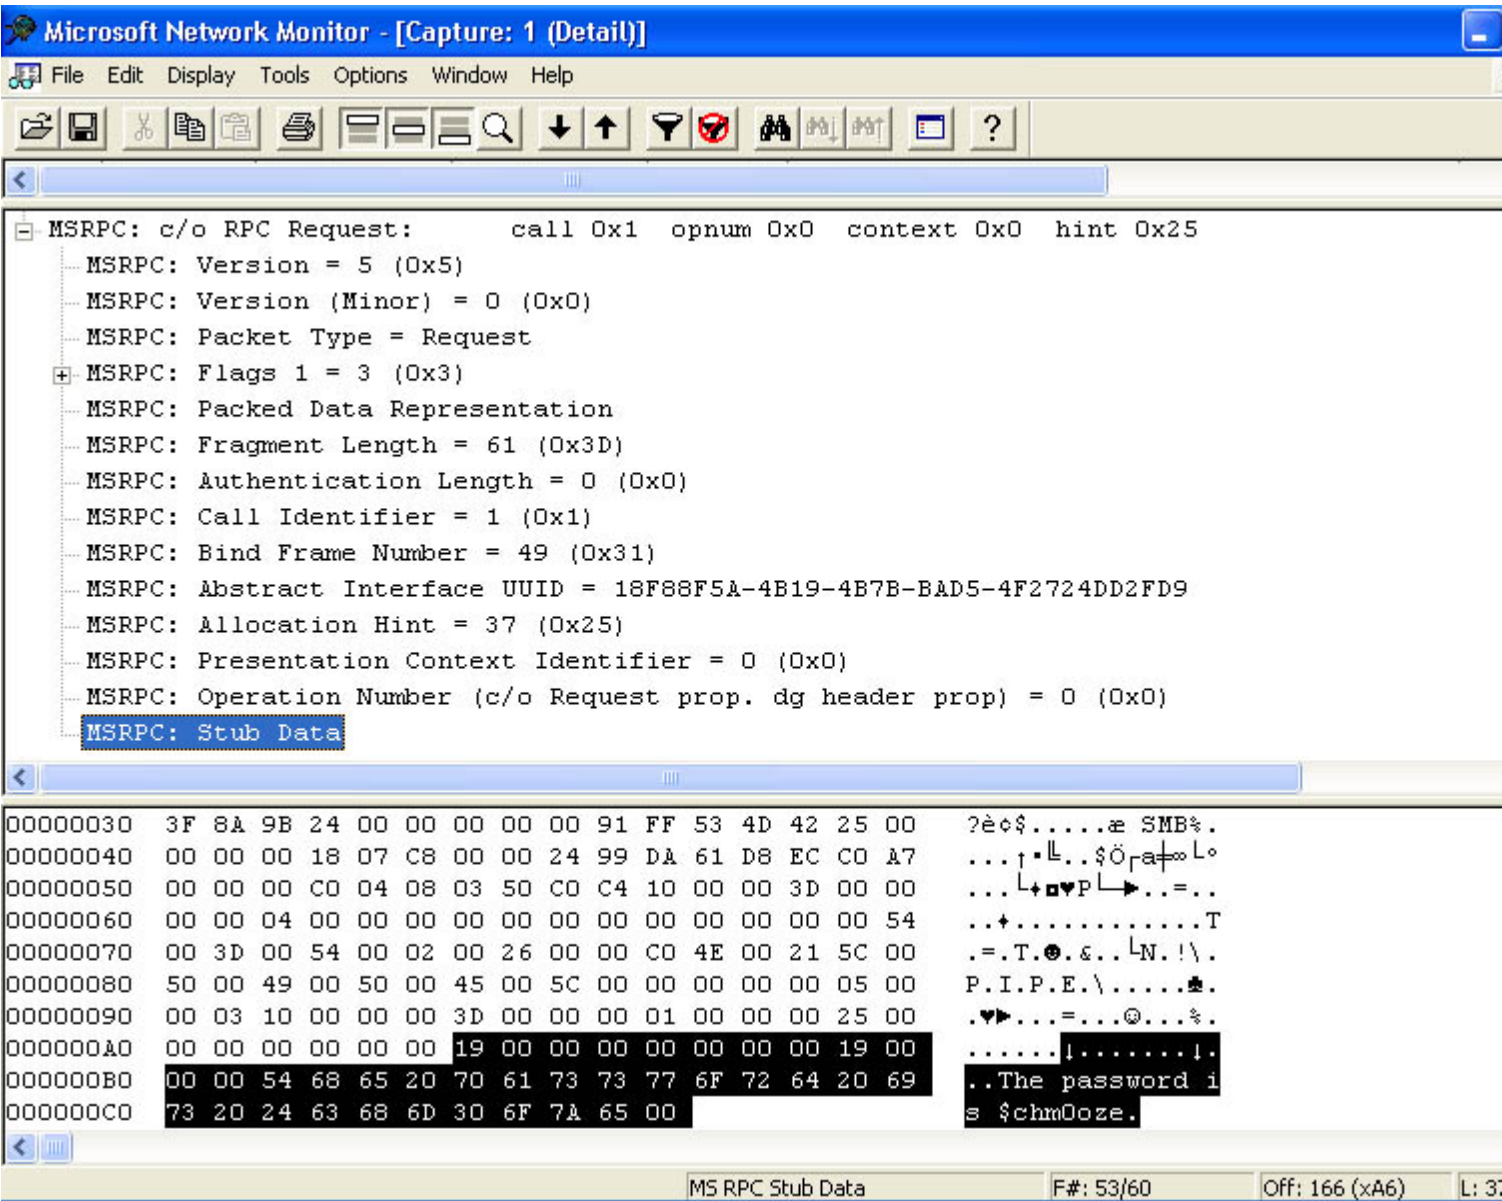 Microsoft Network Monitor - [Capture: 1 (Detail)]
File Edit Display Tools Options Window Help
MSRPC: c/o RPC Request: call 0x1 opnum 0x0 context 0x0 hint 0x25
MSRPC: Version = 5 (0x5)
MSRPC: Version (Minor) = 0 (0x0)
MSRPC: Packet Type = Request
MSRPC: Flags 1 = 3 (0x3)
MSRPC: Packed Data Representation
MSRPC: Fragment Length = 61 (0x3D)
MSRPC: Authentication Length = 0 (0x0)
MSRPC: Call Identifier = 1 (0x1)
MSRPC: Bind Frame Number = 49 (0x31)
MSRPC: Abstract Interface UUID = 18F88F5A-4B19-4B7B-BAD5-4F2724DD2FD9
MSRPC: Allocation Hint = 37 (0x25)
MSRPC: Presentation Context Identifier = 0 (0x0)
MSRPC: Operation Number (c/o Request prop. dg header prop) = 0 (0x0)
MSRPC: Stub Data
00000030 3F 8A 9B 24 00 00 00 00 00 91 FF 53 4D 42 25 00 ?è¢$.....æ SMB%.
00000040 00 00 00 18 07 C8 00 00 24 99 DA 61 D8 EC C0 A7 ...↑•╚..$Ö┌a╪∞└º
00000050 00 00 00 C0 04 08 03 50 C0 C4 10 00 00 3D 00 00 ...└♦◘♥P└─►..=..
00000060 00 00 04 00 00 00 00 00 00 00 00 00 00 00 00 54 ..♦............T
00000070 00 3D 00 54 00 02 00 26 00 00 C0 4E 00 21 5C 00 .=.T.☻.&..└N.!\.
00000080 50 00 49 00 50 00 45 00 5C 00 00 00 00 00 05 00 P.I.P.E.\.....♣.
00000090 00 03 10 00 00 00 3D 00 00 00 01 00 00 00 25 00 .♥►...=...☺...%.
000000A0 00 00 00 00 00 00 19 00 00 00 00 00 00 00 19 00 ......↓.......↓.
000000B0 00 00 54 68 65 20 70 61 73 73 77 6F 72 64 20 69 ..The password i
000000C0 73 20 24 63 68 6D 30 6F 7A 65 00 s $chm0oze.
MS RPC Stub Data F#: 53/60 Off: 166 (xA6)